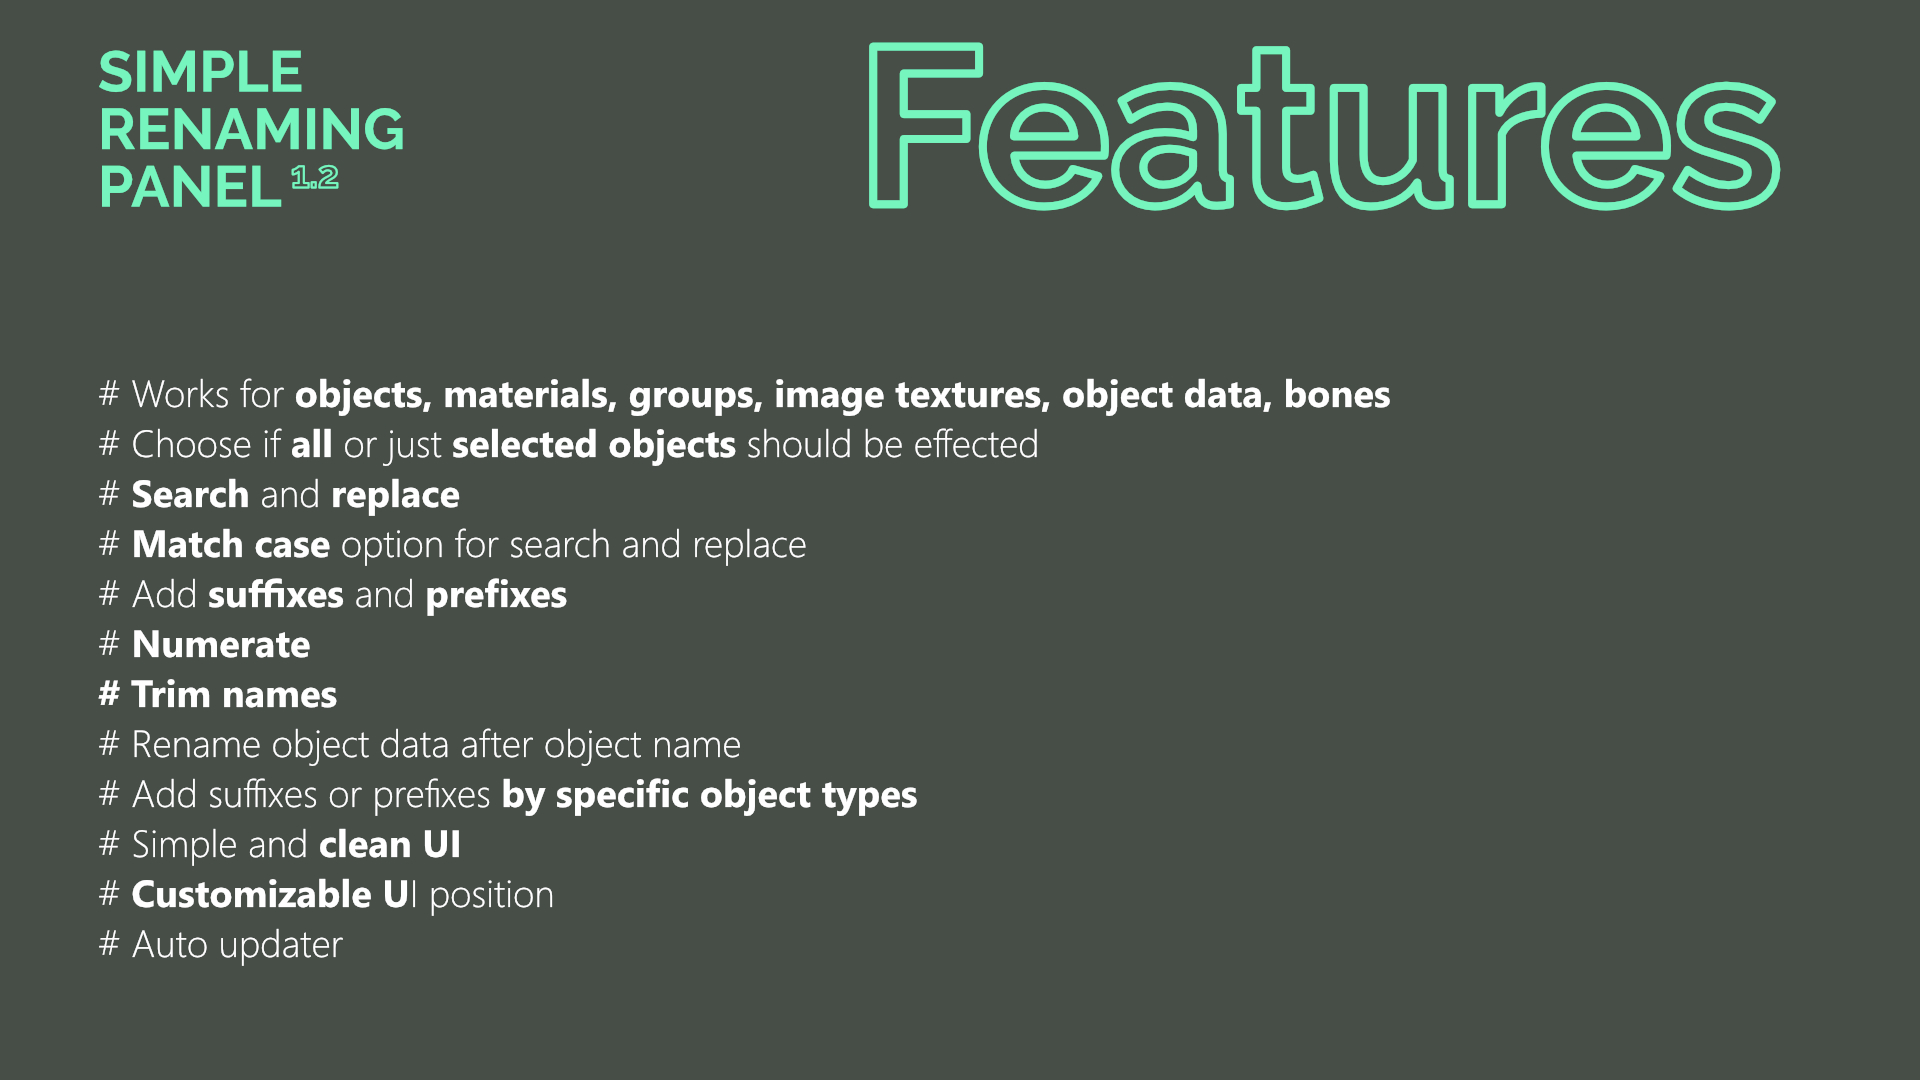 SIMPLE
RENAMING
PANEL 1.2
Features
# Works for objects, materials, groups, image textures, object data, bones
# Choose if all or just selected objects should be effected
# Search and replace
# Match case option for search and replace
# Add suffixes and prefixes
# Numerate
# Trim names
# Rename object data after object name
# Add suffixes or prefixes by specific object types
# Simple and clean UI
# Customizable UI position
# Auto updater